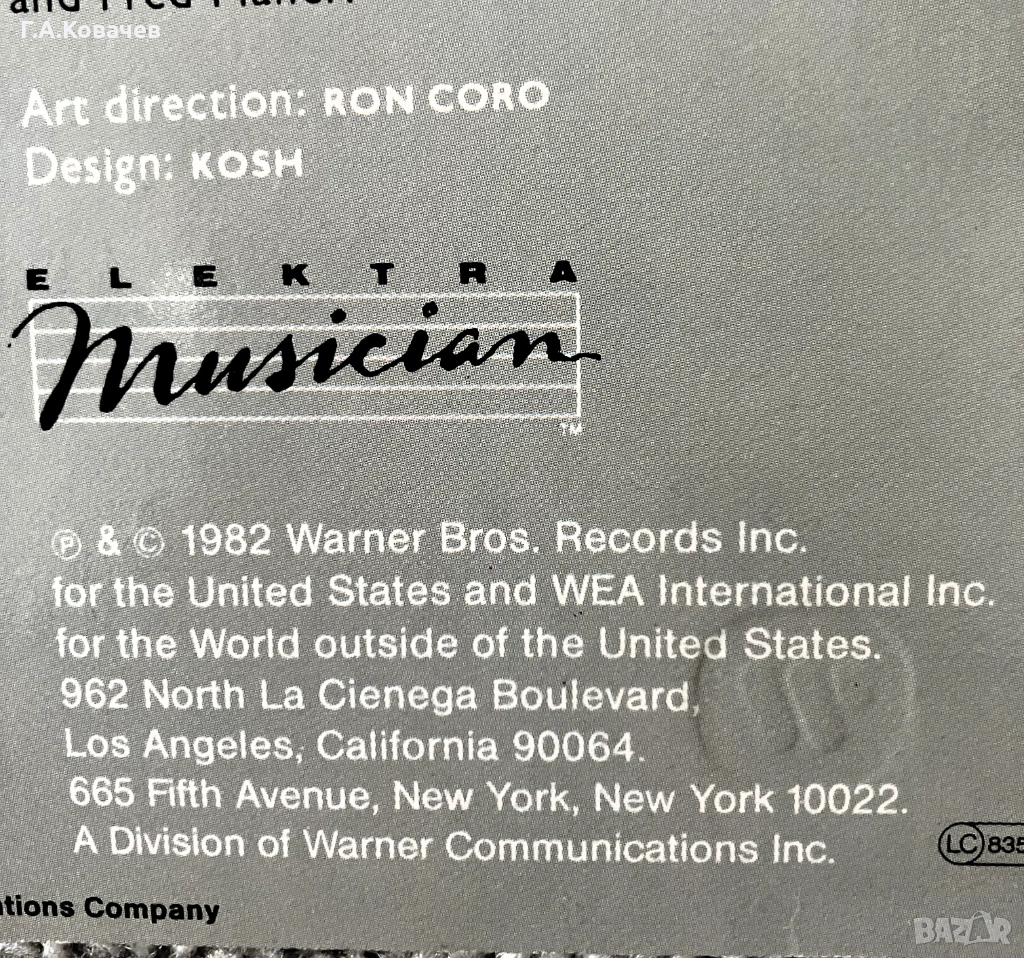 Г.А.Ковачев
Art direction: RON CORO
Design: KOSH
ELEKTRA
Musician
TM
℗ & © 1982 Warner Bros. Records Inc.
for the United States and WEA International Inc.
for the World outside of the United States.
962 North La Cienega Boulevard,
Los Angeles, California 90064.
665 Fifth Avenue, New York, New York 10022.
A Division of Warner Communications Inc.
LC 835
tions Company
BAZAR